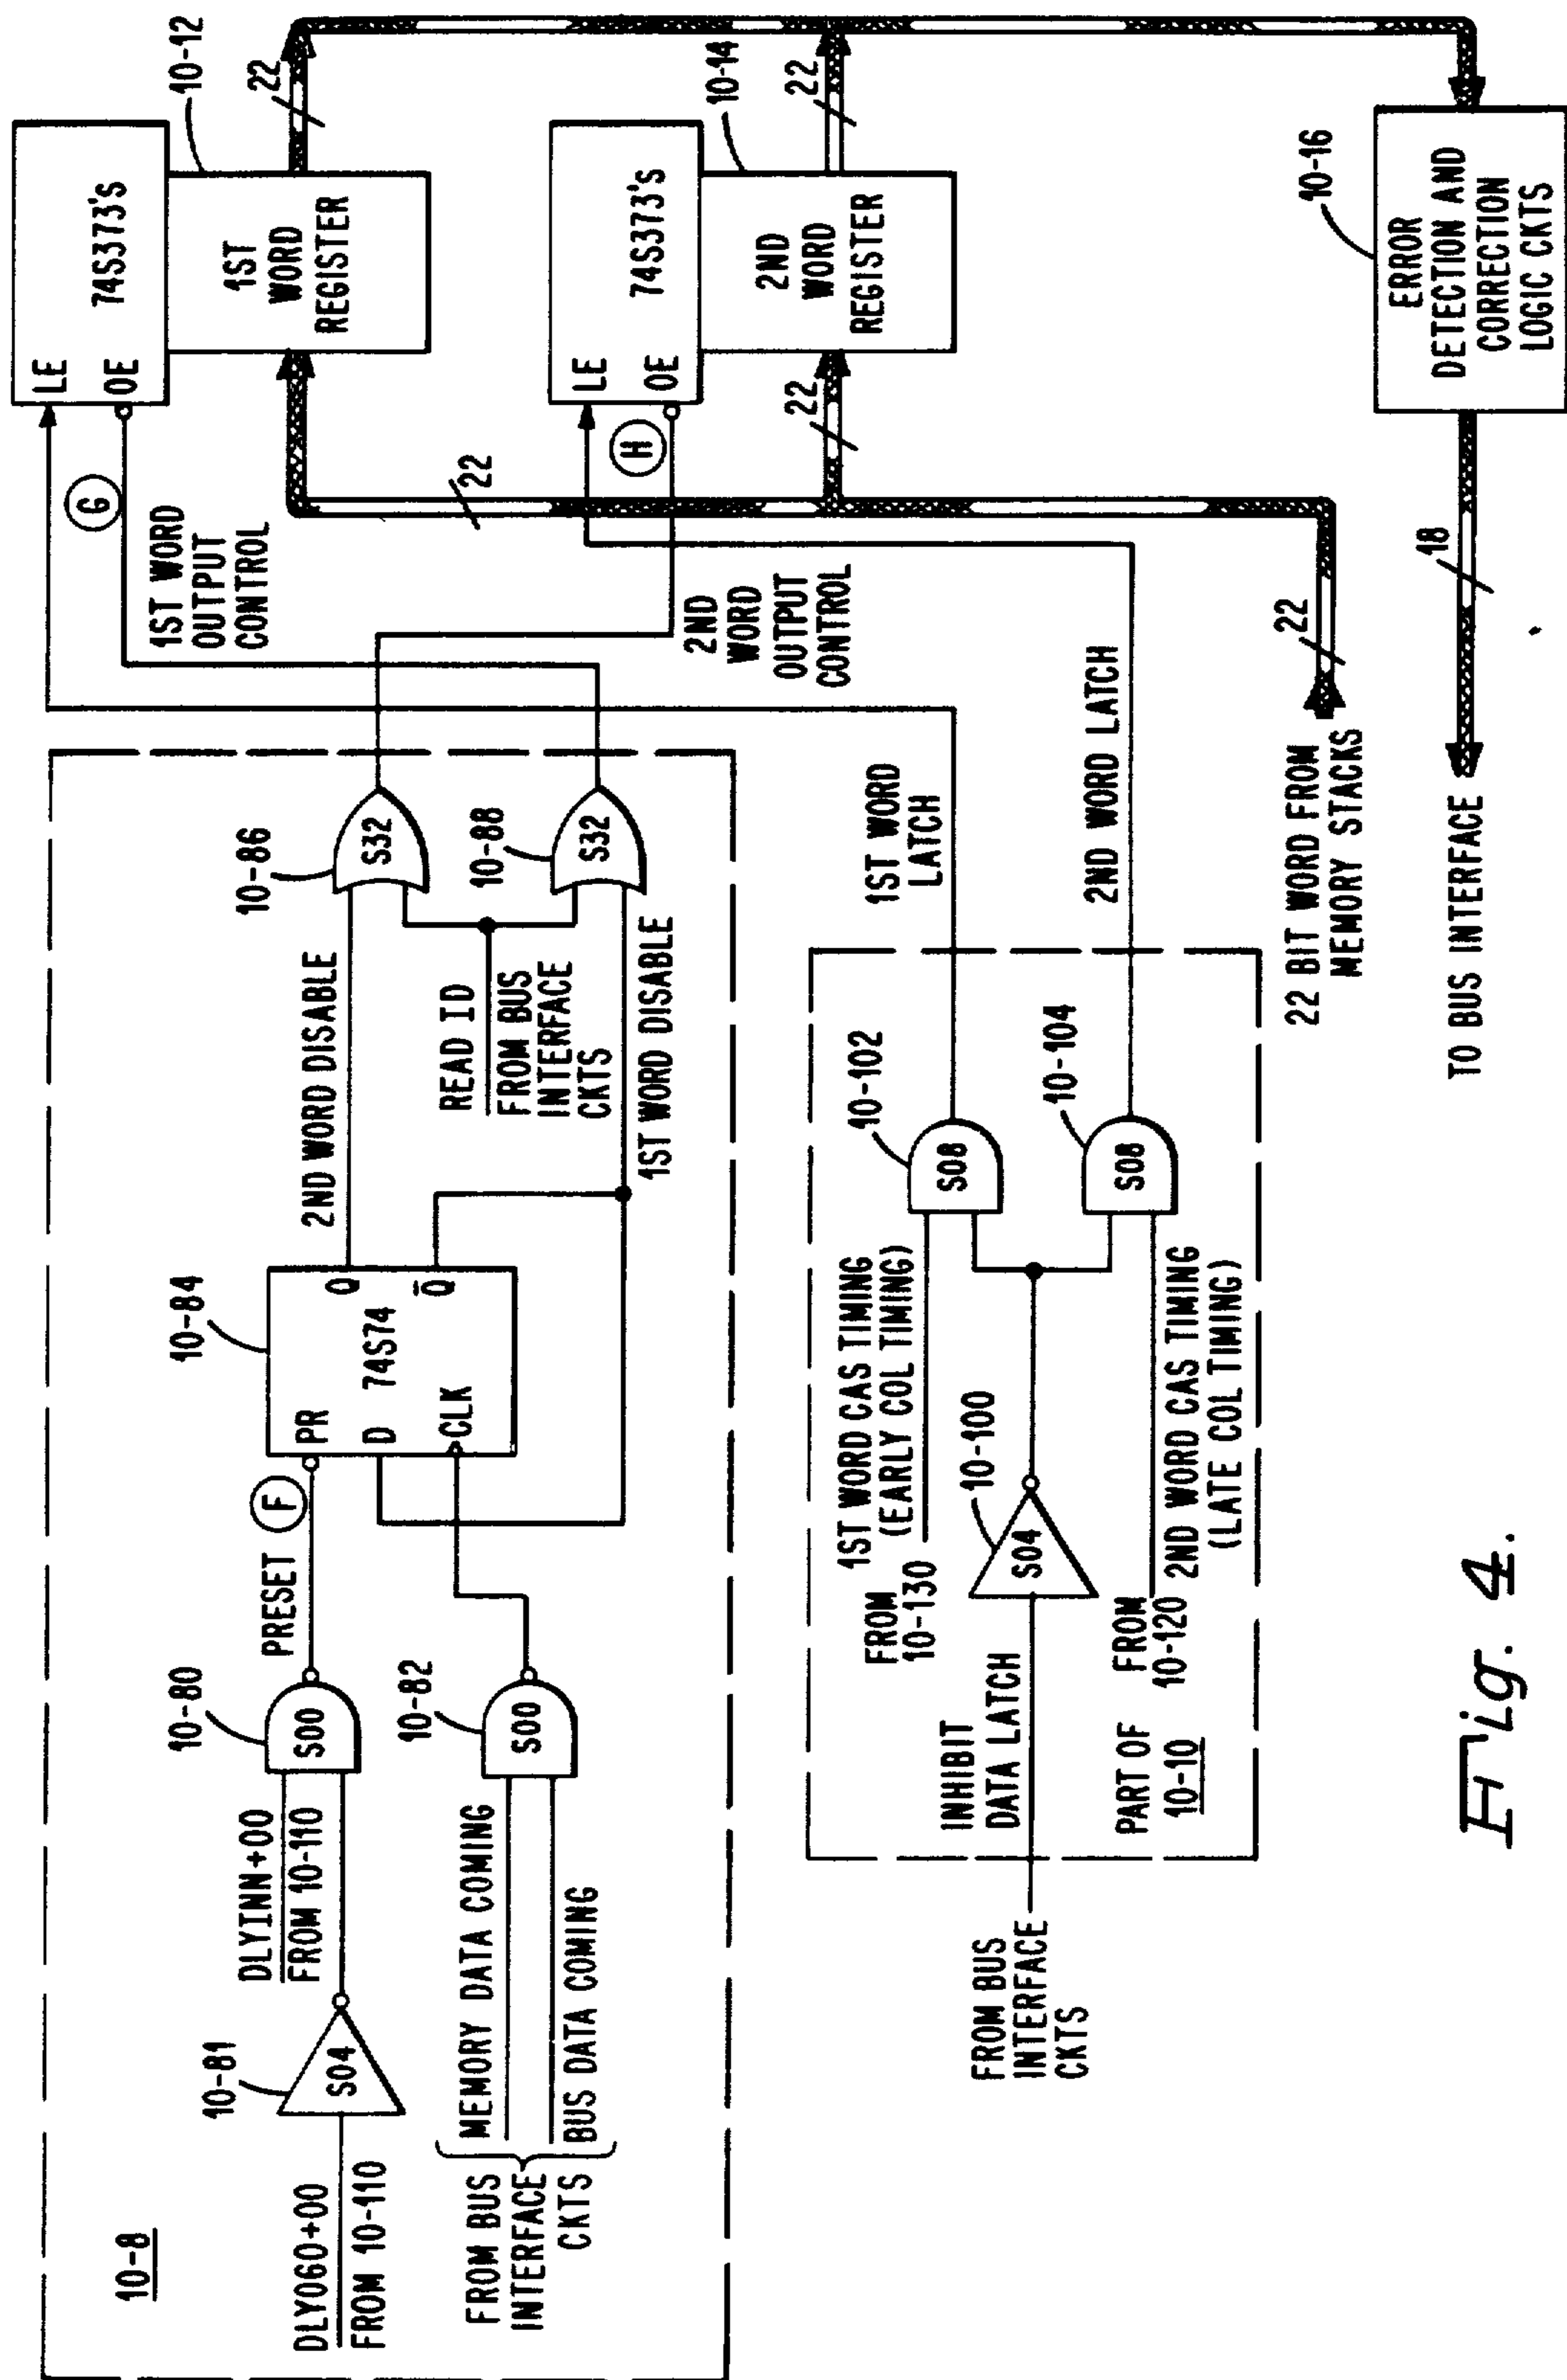 10-8
DLY060+00
FROM 10-110
10-81
S04
DLYINN+00
FROM 10-110
10-80
S00
PRESET
F
FROM BUS
INTERFACE
CKTS
MEMORY DATA COMING
BUS DATA COMING
10-82
S00
10-84
PR
D
CLK
74S74
Q
Q̅
2ND WORD DISABLE
READ ID
FROM BUS
INTERFACE
CKTS
1ST WORD DISABLE
10-86
S32
10-88
S32
1ST WORD
OUTPUT
CONTROL
G
2ND
WORD
OUTPUT
CONTROL
H
LE
OE
74S373'S
1ST
WORD
REGISTER
10-12
22
22
LE
OE
74S373'S
2ND
WORD
REGISTER
10-14
22
22
FROM BUS
INTERFACE
CKTS
INHIBIT
DATA LATCH
PART OF
10-10
FROM
10-130
1ST WORD CAS TIMING
(EARLY COL TIMING)
10-100
S04
FROM
10-120
2ND WORD CAS TIMING
(LATE COL TIMING)
10-102
S08
10-104
S08
1ST WORD
LATCH
2ND WORD LATCH
22 BIT WORD FROM
MEMORY STACKS
22
TO BUS INTERFACE
18
ERROR
DETECTION AND
CORRECTION
LOGIC CKTS
10-16
Fig. 4.